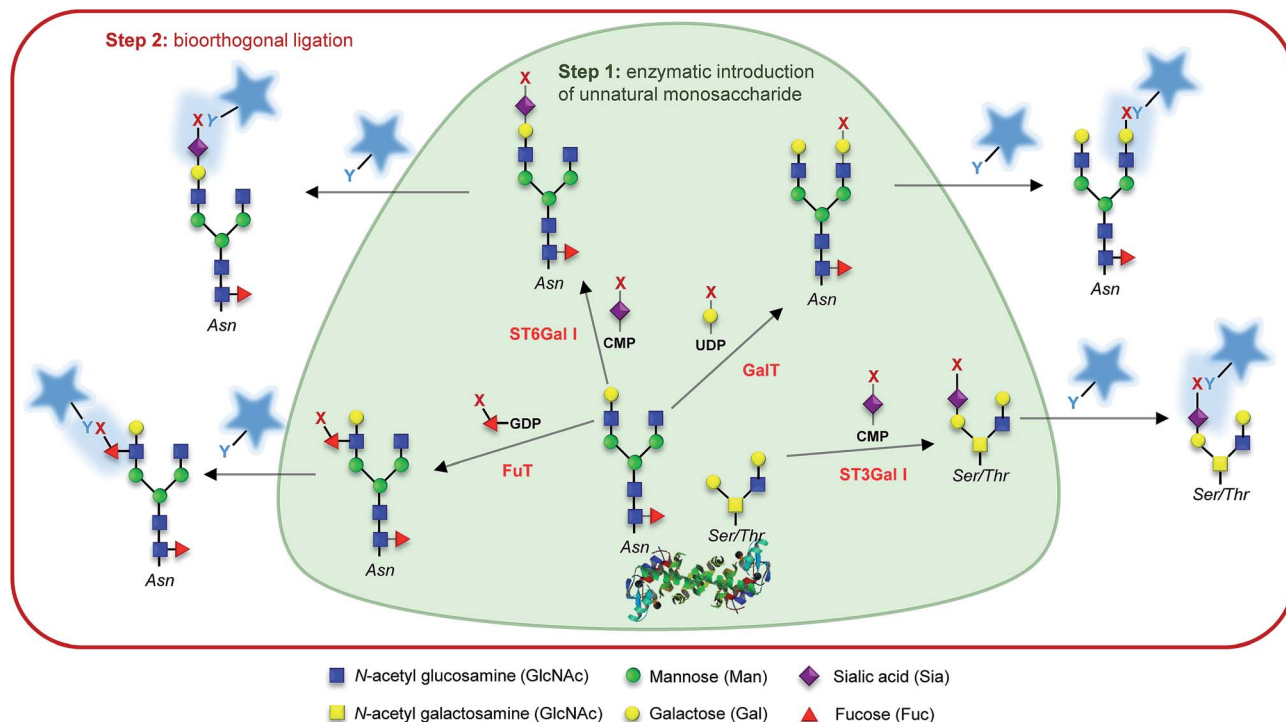 Step 2: bioorthogonal ligation
Step 1: enzymatic introduction
of unnatural monosaccharide
X
Y
Y
Asn
X
Asn
X
CMP
ST6Gal I
X
UDP
GalT
X
Asn
Y
X
Y
Asn
Y
X
Asn
Y
X
Asn
X
GDP
FuT
Asn
Ser/Thr
X
CMP
ST3Gal I
X
Ser/Thr
Y
X
Y
Ser/Thr
N-acetyl glucosamine (GlcNAc)
Mannose (Man)
Sialic acid (Sia)
N-acetyl galactosamine (GlcNAc)
Galactose (Gal)
Fucose (Fuc)